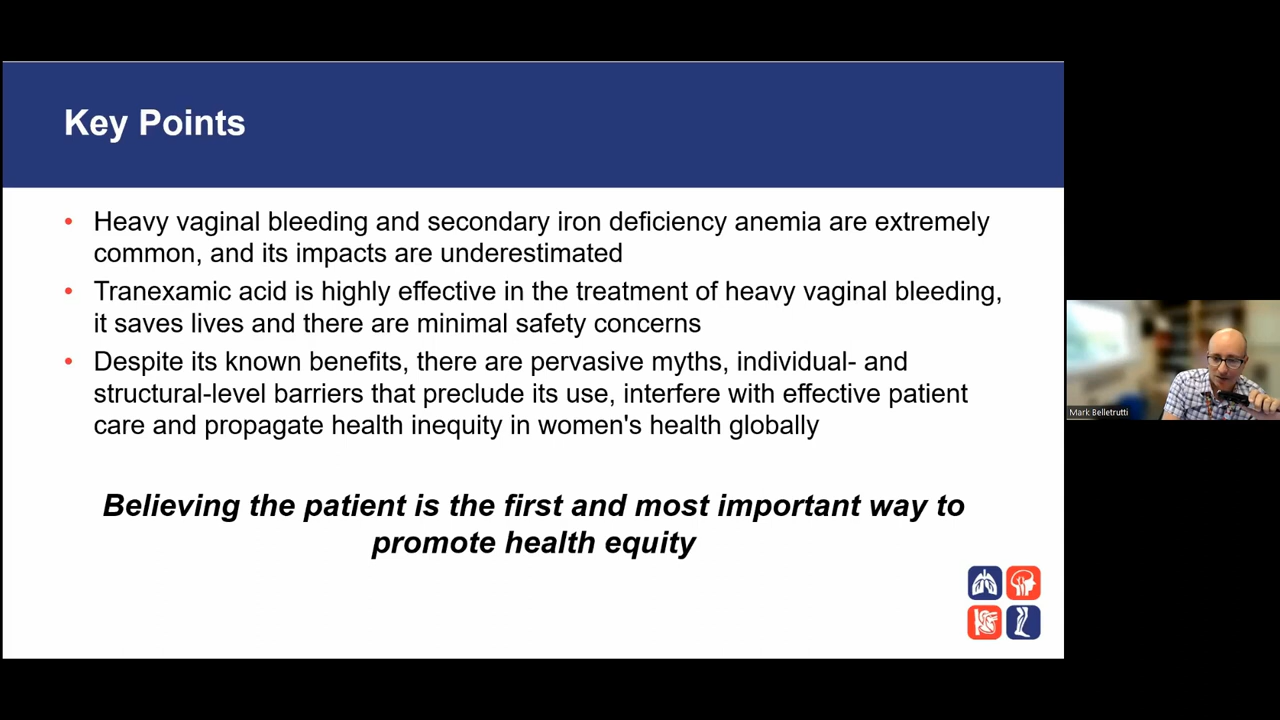 Key Points
• Heavy vaginal bleeding and secondary iron deficiency anemia are extremely
common, and its impacts are underestimated
• Tranexamic acid is highly effective in the treatment of heavy vaginal bleeding,
it saves lives and there are minimal safety concerns
• Despite its known benefits, there are pervasive myths, individual- and
structural-level barriers that preclude its use, interfere with effective patient
care and propagate health inequity in women's health globally
Believing the patient is the first and most important way to
promote health equity
Mark Belletrutti